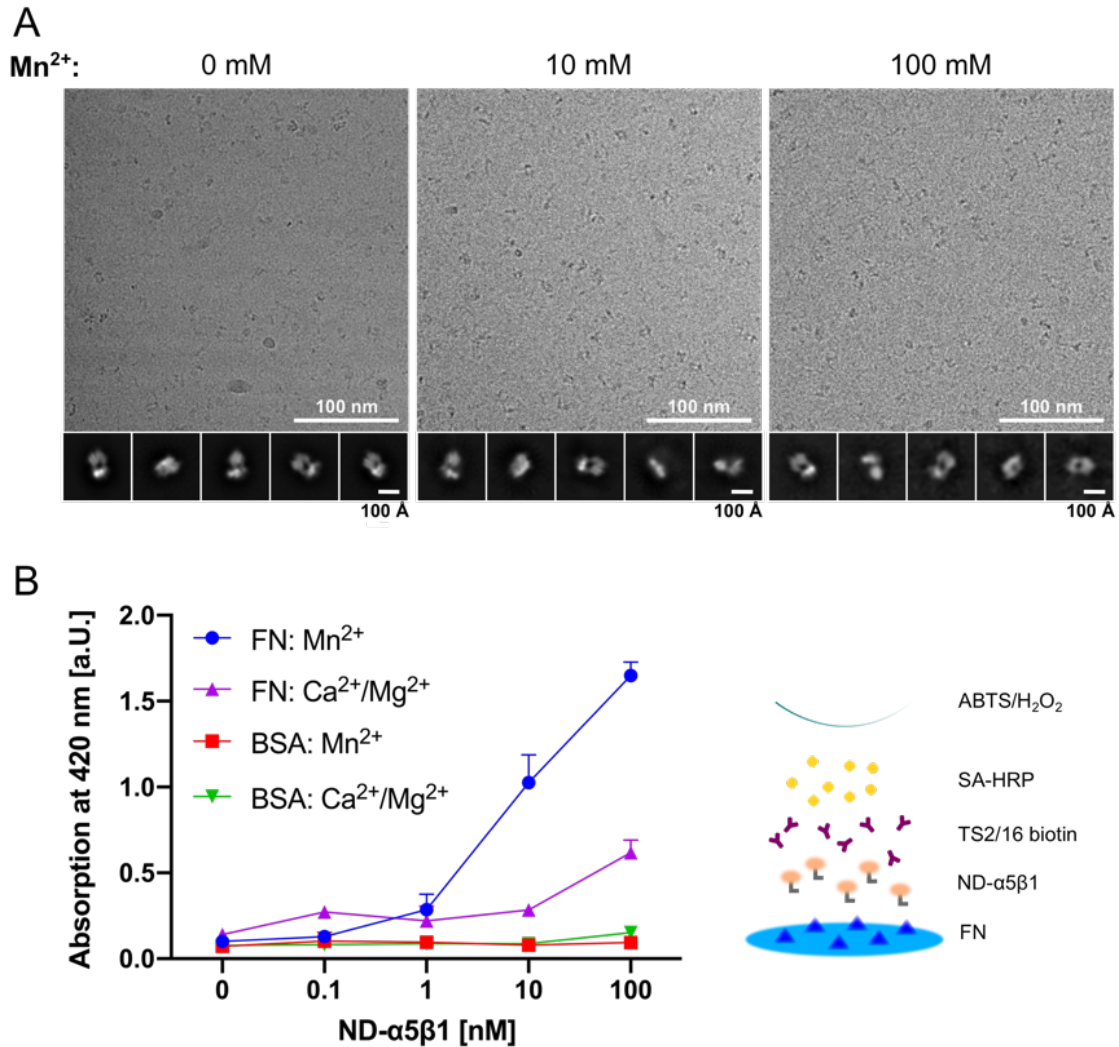 A
Mn²⁺: 0 mM 10 mM 100 mM
100 nm 100 nm 100 nm
100 Å 100 Å 100 Å
B
Absorption at 420 nm [a.U.]
2.0
1.5
1.0
0.5
0.0
FN: Mn²⁺
FN: Ca²⁺/Mg²⁺
BSA: Mn²⁺
BSA: Ca²⁺/Mg²⁺
0 0.1 1 10 100
ND-α5β1 [nM]
ABTS/H₂O₂
SA-HRP
TS2/16 biotin
ND-α5β1
FN